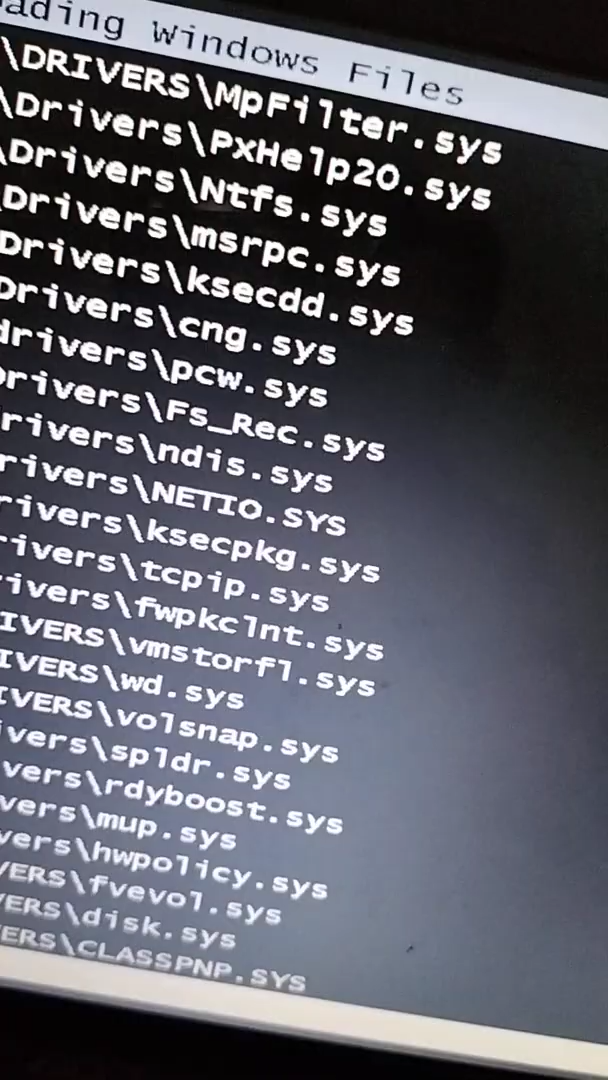 ading Windows Files
\DRIVERS\MpFilter.sys
\Drivers\PxHelp20.sys
\Drivers\Ntfs.sys
Drivers\msrpc.sys
Drivers\ksecdd.sys
Drivers\cng.sys
drivers\pcw.sys
Drivers\Fs_Rec.sys
rivers\ndis.sys
rivers\NETIO.SYS
rivers\ksecpkg.sys
rivers\tcpip.sys
rivers\fwpkclnt.sys
IVERS\vmstorfl.sys
IVERS\wd.sys
IVERS\volsnap.sys
ivers\spldr.sys
vers\rdyboost.sys
vers\mup.sys
vers\hwpolicy.sys
VERS\fvevol.sys
VERS\disk.sys
ERS\CLASSPNP.SYS